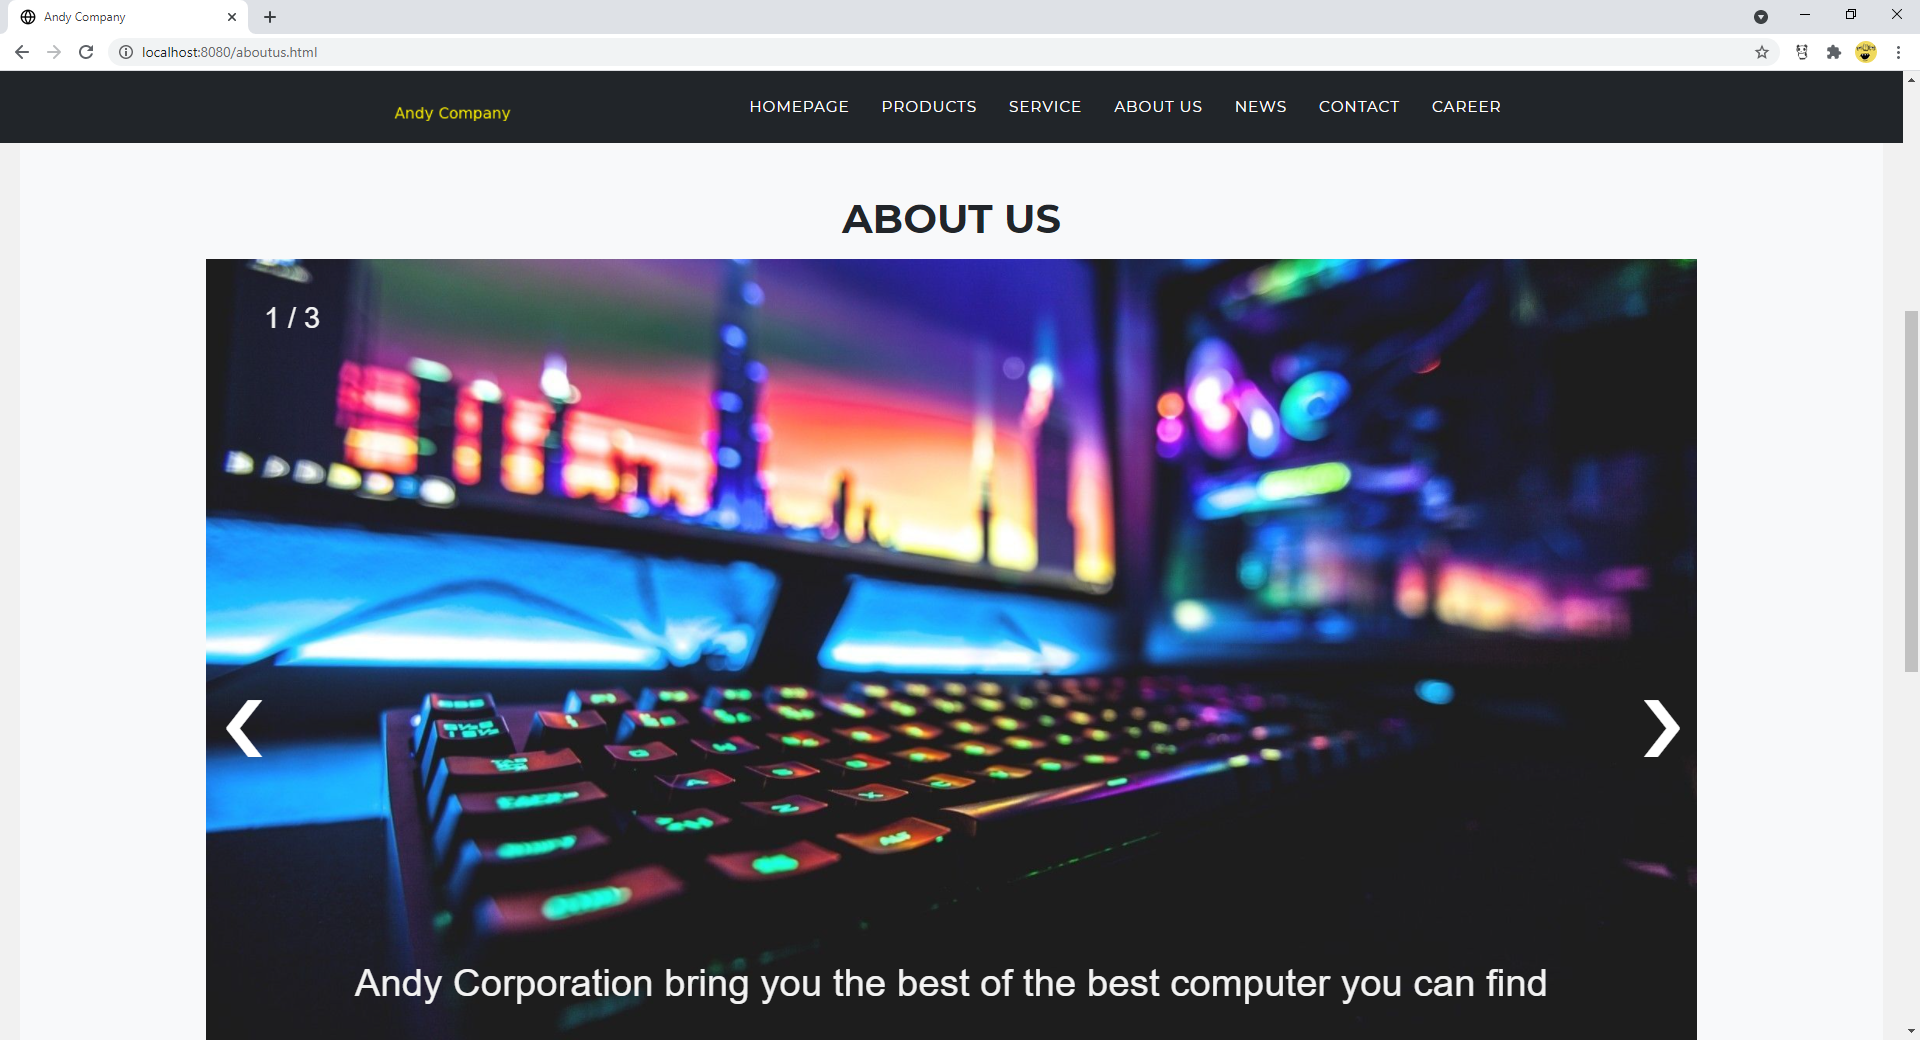 Andy Company
localhost:8080/aboutus.html
Andy Company
HOMEPAGE PRODUCTS SERVICE ABOUT US NEWS CONTACT CAREER
ABOUT US
1 / 3
Andy Corporation bring you the best of the best computer you can find